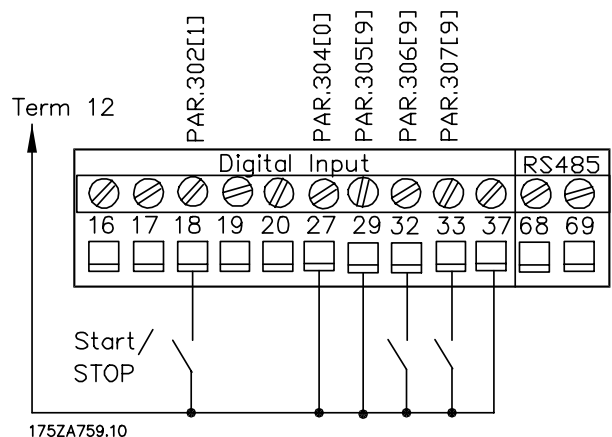 PAR.302[1] PAR.304[0] PAR.305[9] PAR.306[9] PAR.307[9]
Term 12
Digital Input RS485
16 17 18 19 20 27 29 32 33 37 68 69
Start/
STOP
175ZA759.10